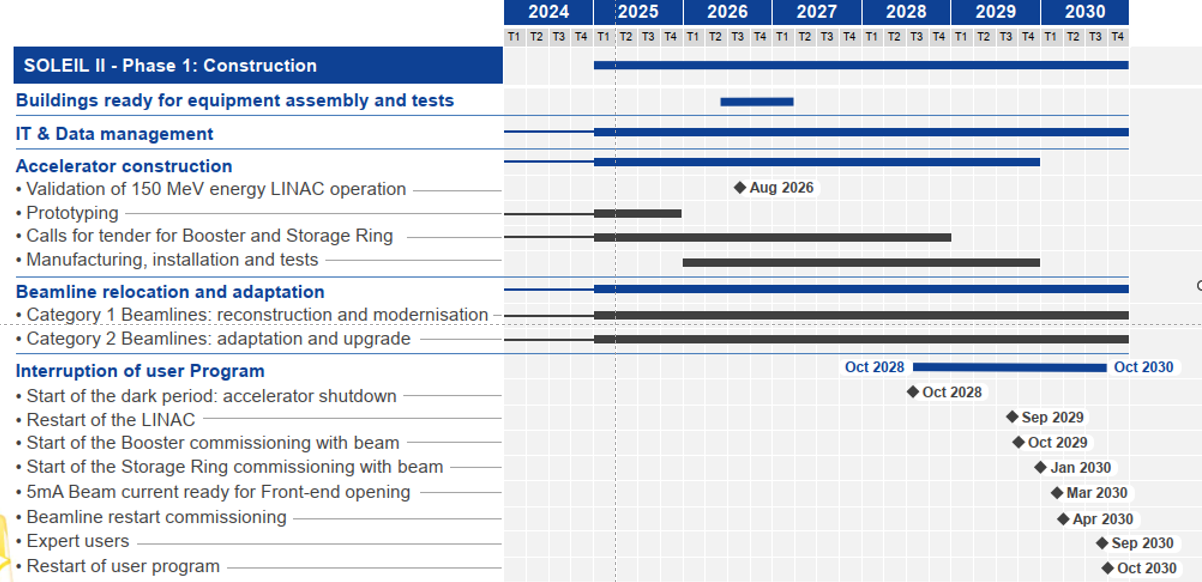 2024 2025 2026 2027 2028 2029 2030
T1 T2 T3 T4 T1 T2 T3 T4 T1 T2 T3 T4 T1 T2 T3 T4 T1 T2 T3 T4 T1 T2 T3 T4 T1 T2 T3 T4
SOLEIL II - Phase 1: Construction
Buildings ready for equipment assembly and tests
IT & Data management
Accelerator construction
• Validation of 150 MeV energy LINAC operation Aug 2026
• Prototyping
• Calls for tender for Booster and Storage Ring
• Manufacturing, installation and tests
Beamline relocation and adaptation
• Category 1 Beamlines: reconstruction and modernisation
• Category 2 Beamlines: adaptation and upgrade
Interruption of user Program Oct 2028 Oct 2030
• Start of the dark period: accelerator shutdown Oct 2028
• Restart of the LINAC Sep 2029
• Start of the Booster commissioning with beam Oct 2029
• Start of the Storage Ring commissioning with beam Jan 2030
• 5mA Beam current ready for Front-end opening Mar 2030
• Beamline restart commissioning Apr 2030
• Expert users Sep 2030
• Restart of user program Oct 2030